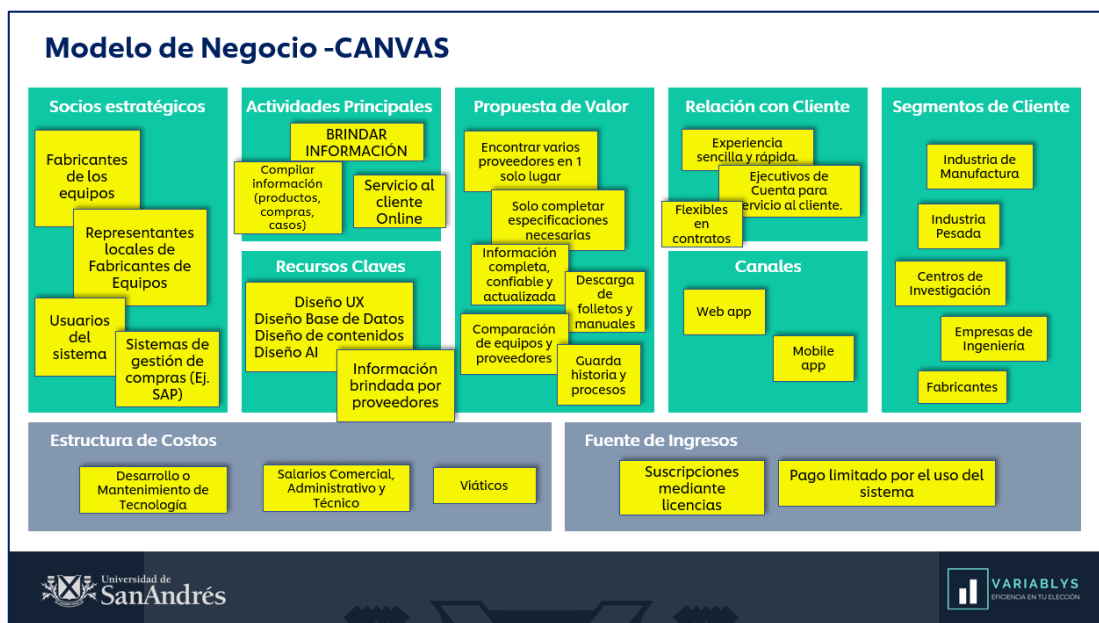 Modelo de Negocio -CANVAS
Socios estratégicos
Fabricantes
de los
equipos
Representantes
locales de
Fabricantes de
Equipos
Usuarios
del
sistema
Sistemas de
gestión de
compras (Ej.
SAP)
Actividades Principales
BRINDAR
INFORMACIÓN
Compilar
información
(productos,
compras,
casos)
Servicio al
cliente
Online
Recursos Claves
Diseño UX
Diseño Base de Datos
Diseño de contenidos
Diseño AI
Información
brindada por
proveedores
Propuesta de Valor
Encontrar varios
proveedores en 1
solo lugar
Solo completar
especificaciones
necesarias
Información
completa,
confiable y
actualizada
Descarga
de
folletos y
manuales
Comparación
de equipos y
proveedores
Guarda
historia y
procesos
Relación con Cliente
Experiencia
sencilla y rápida.
Ejecutivos de
Cuenta para
servicio al cliente.
Flexibles
en
contratos
Canales
Web app
Mobile
app
Segmentos de Cliente
Industria de
Manufactura
Industria
Pesada
Centros de
Investigación
Empresas de
Ingeniería
Fabricantes
Estructura de Costos
Desarrollo o
Mantenimiento de
Tecnología
Salarios Comercial,
Administrativo y
Técnico
Viáticos
Fuente de Ingresos
Suscripciones
mediante
licencias
Pago limitado por el uso del
sistema
Universidad de
SanAndrés
VARIABLYS
EFICIENCIA EN TU ELECCIÓN